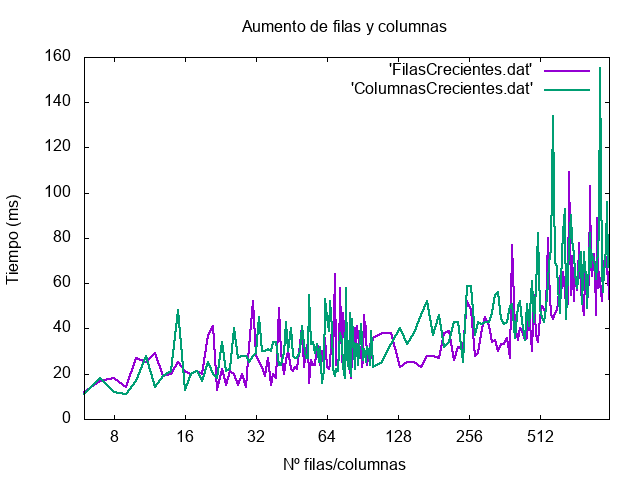 Aumento de filas y columnas
160
140
120
100
80
60
40
20
0
Tiempo (ms)
'FilasCrecientes.dat'
'ColumnasCrecientes.dat'
8 16 32 64 128 256 512
Nº filas/columnas